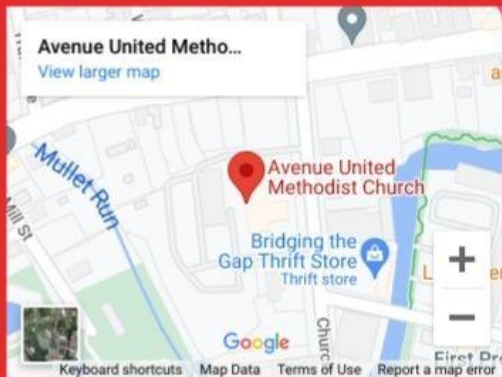 Avenue United Metho...
View larger map
Mullet Run
Mill St
Avenue United
Methodist Church
Bridging the
Gap Thrift Store
Thrift store
Google
Keyboard shortcuts Map Data Terms of Use Report a map error